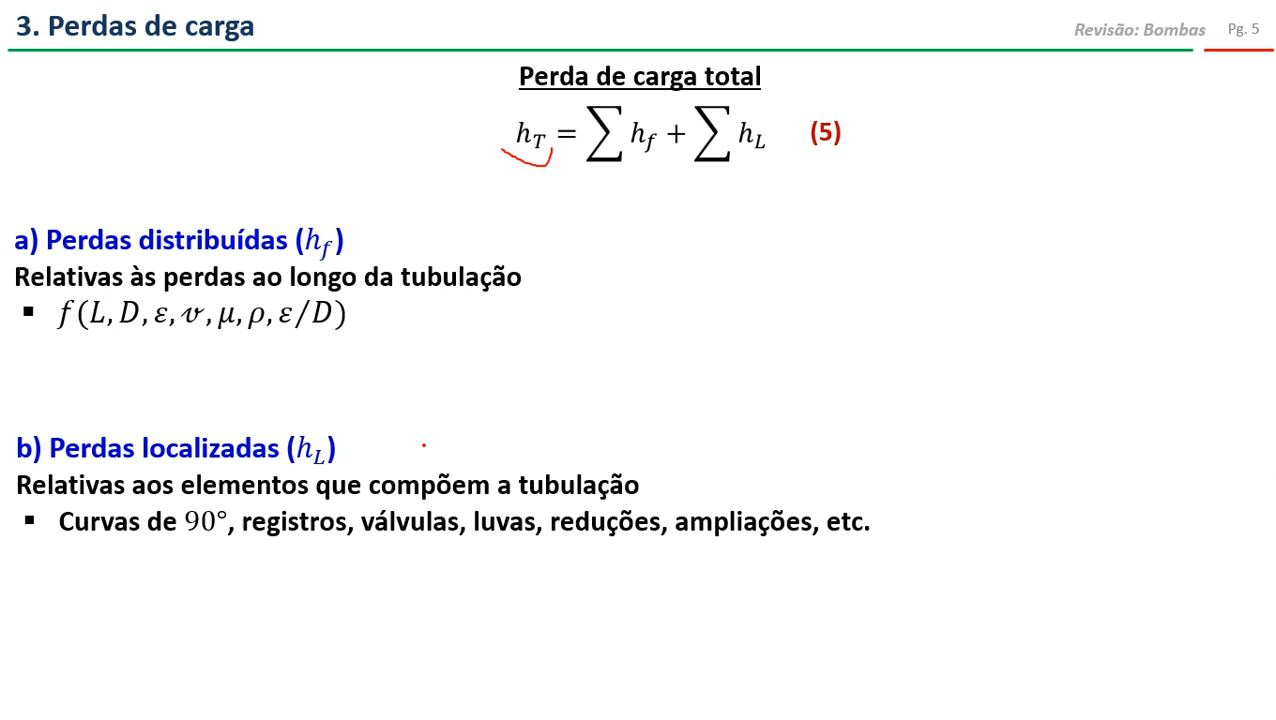 3. Perdas de carga
Revisão: Bombas Pg. 5
Perda de carga total
h_T = ∑ h_f + ∑ h_L (5)
a) Perdas distribuídas (h_f)
Relativas às perdas ao longo da tubulação
▪ f(L, D, ε, 𝓋, μ, ρ, ε/D)
b) Perdas localizadas (h_L)
Relativas aos elementos que compõem a tubulação
▪ Curvas de 90°, registros, válvulas, luvas, reduções, ampliações, etc.